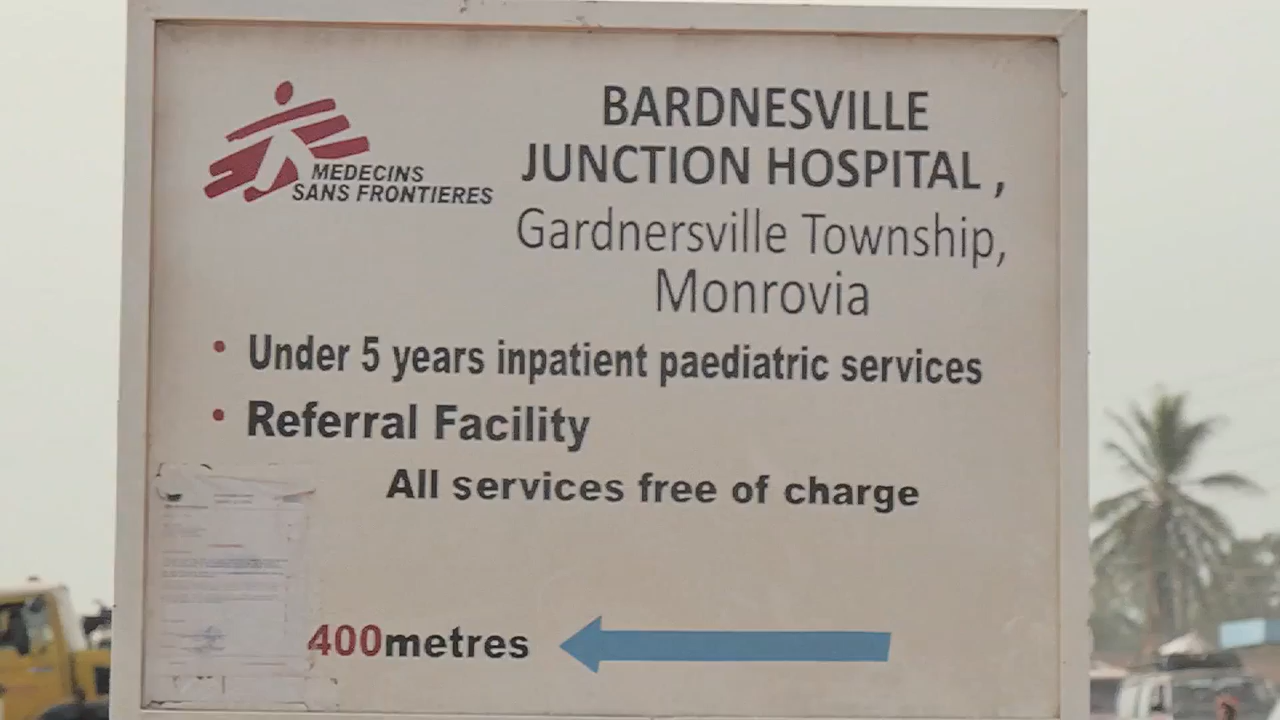 MEDECINS
SANS FRONTIERES
BARDNESVILLE
JUNCTION HOSPITAL ,
Gardnersville Township,
Monrovia
• Under 5 years inpatient paediatric services
• Referral Facility
All services free of charge
400metres